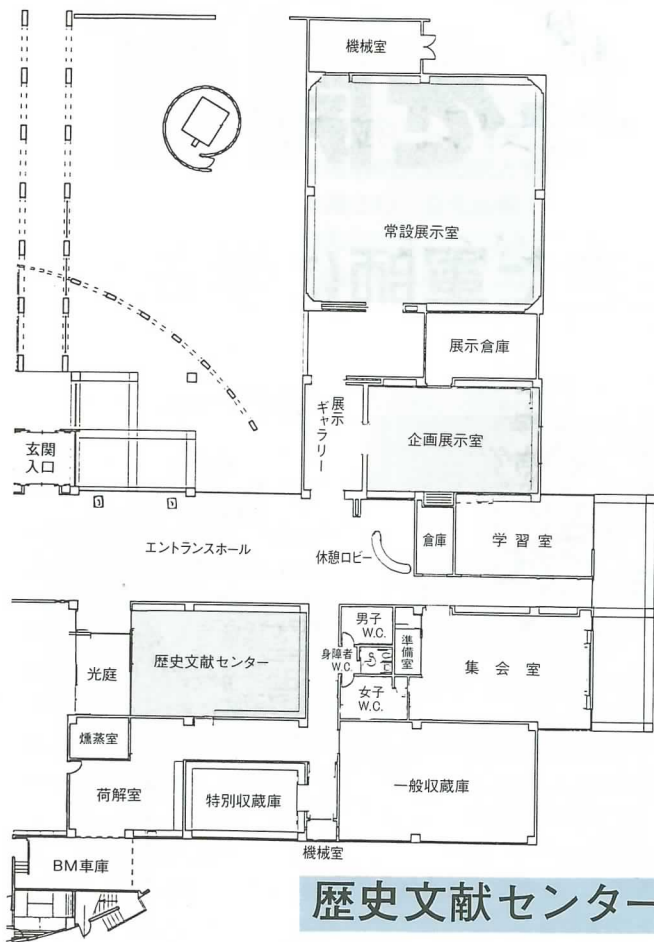 機械室
常設展示室
展示倉庫
展示
ギャラリー
企画展示室
玄関
入口
エントランスホール
休憩ロビー
倉庫
学習室
男子
W.C.
身障者
W.C.
準備室
集会室
光庭
歴史文献センター
女子
W.C.
燻蒸室
荷解室
特別収蔵庫
一般収蔵庫
機械室
BM車庫
歴史文献センター